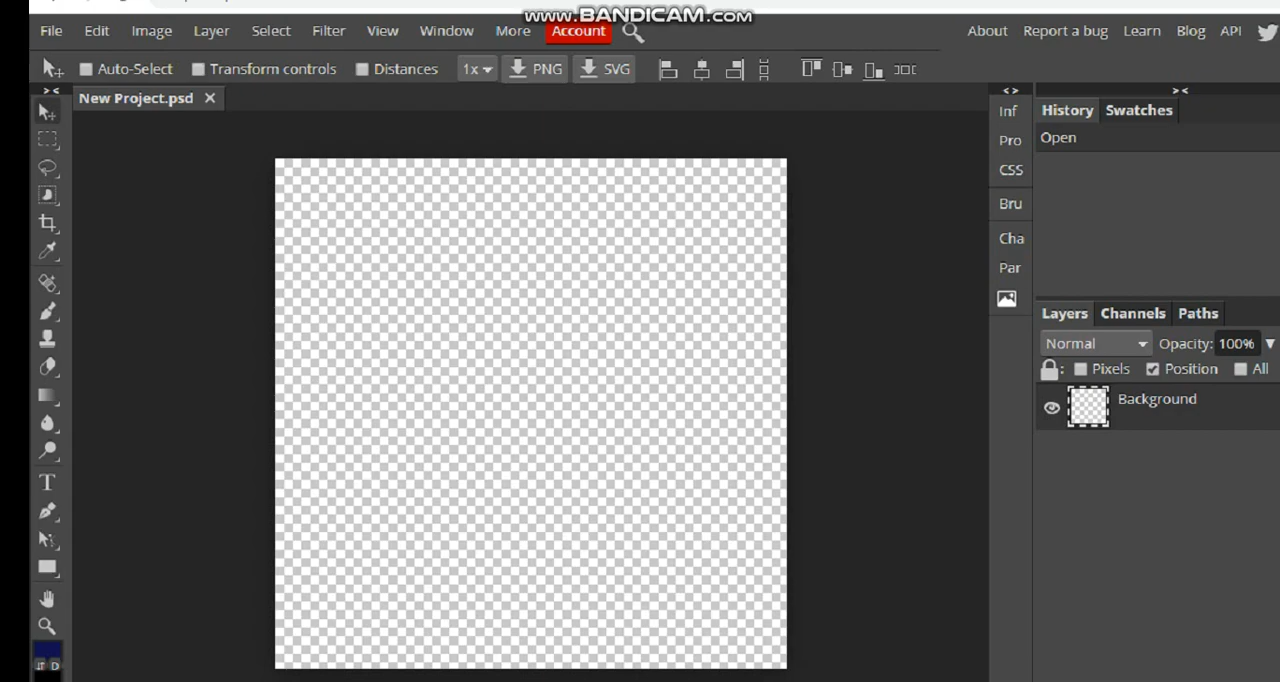 www.BANDICAM.com
File Edit Image Layer Select Filter View Window More Account About Report a bug Learn Blog API
Auto-Select Transform controls Distances 1x PNG SVG
> < < > > <
New Project.psd X
Inf
Pro
CSS
Bru
Cha
Par
History Swatches
Open
Layers Channels Paths
Normal Opacity: 100%
: Pixels Position All
Background
T
D